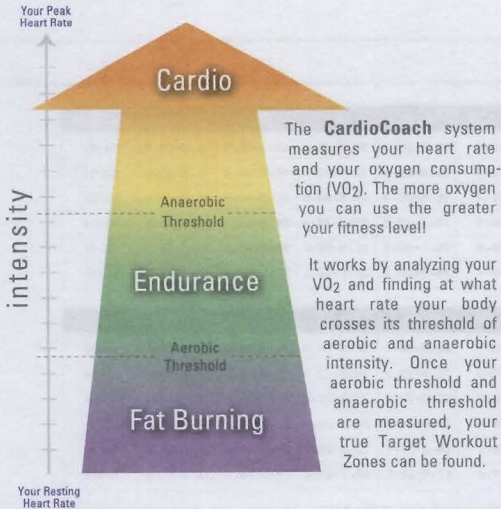 Your Peak
Heart Rate
Cardio
The CardioCoach system
measures your heart rate
and your oxygen consump-
tion (VO2). The more oxygen
you can use the greater
your fitness level!
intensity
Anaerobic
Threshold
Endurance
It works by analyzing your
VO2 and finding at what
heart rate your body
crosses its threshold of
aerobic and anaerobic
intensity. Once your
aerobic threshold and
anaerobic threshold
are measured, your
true Target Workout
Zones can be found.
Aerobic
Threshold
Fat Burning
Your Resting
Heart Rate